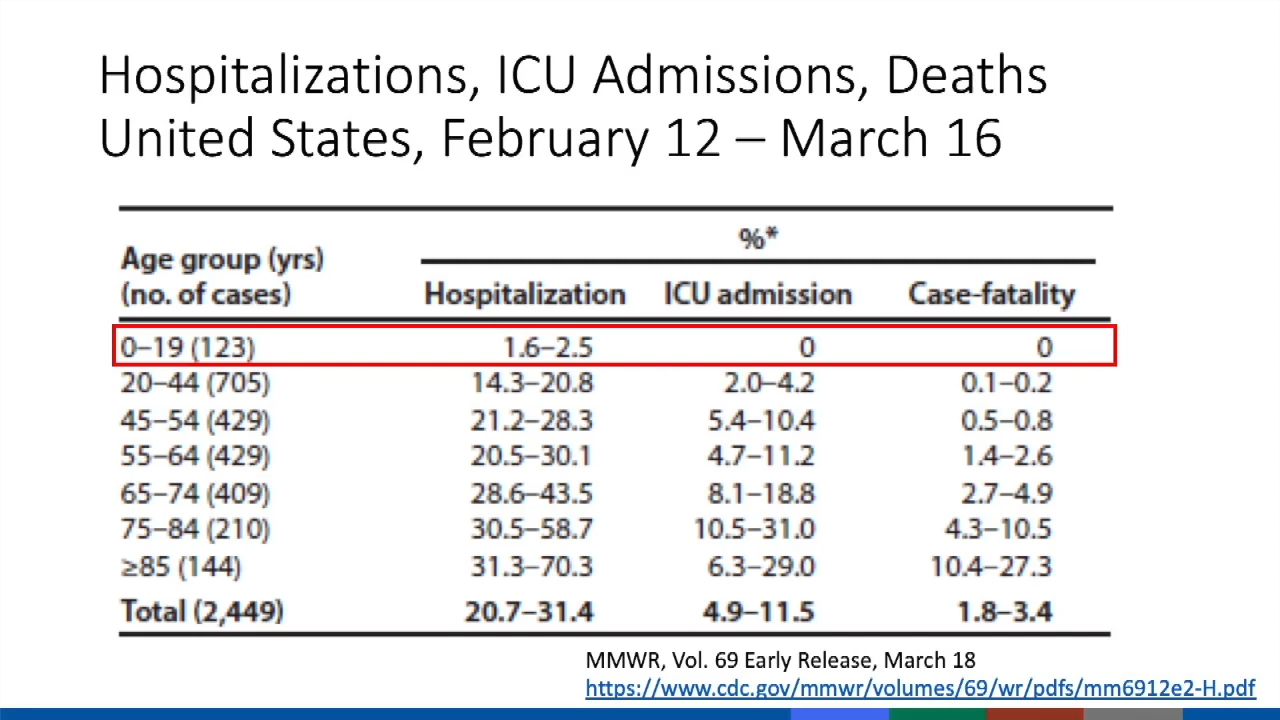 Hospitalizations, ICU Admissions, Deaths
United States, February 12 – March 16
%*
Age group (yrs)
(no. of cases) Hospitalization ICU admission Case-fatality
0–19 (123) 1.6–2.5 0 0
20–44 (705) 14.3–20.8 2.0–4.2 0.1–0.2
45–54 (429) 21.2–28.3 5.4–10.4 0.5–0.8
55–64 (429) 20.5–30.1 4.7–11.2 1.4–2.6
65–74 (409) 28.6–43.5 8.1–18.8 2.7–4.9
75–84 (210) 30.5–58.7 10.5–31.0 4.3–10.5
≥85 (144) 31.3–70.3 6.3–29.0 10.4–27.3
Total (2,449) 20.7–31.4 4.9–11.5 1.8–3.4
MMWR, Vol. 69 Early Release, March 18
https://www.cdc.gov/mmwr/volumes/69/wr/pdfs/mm6912e2-H.pdf